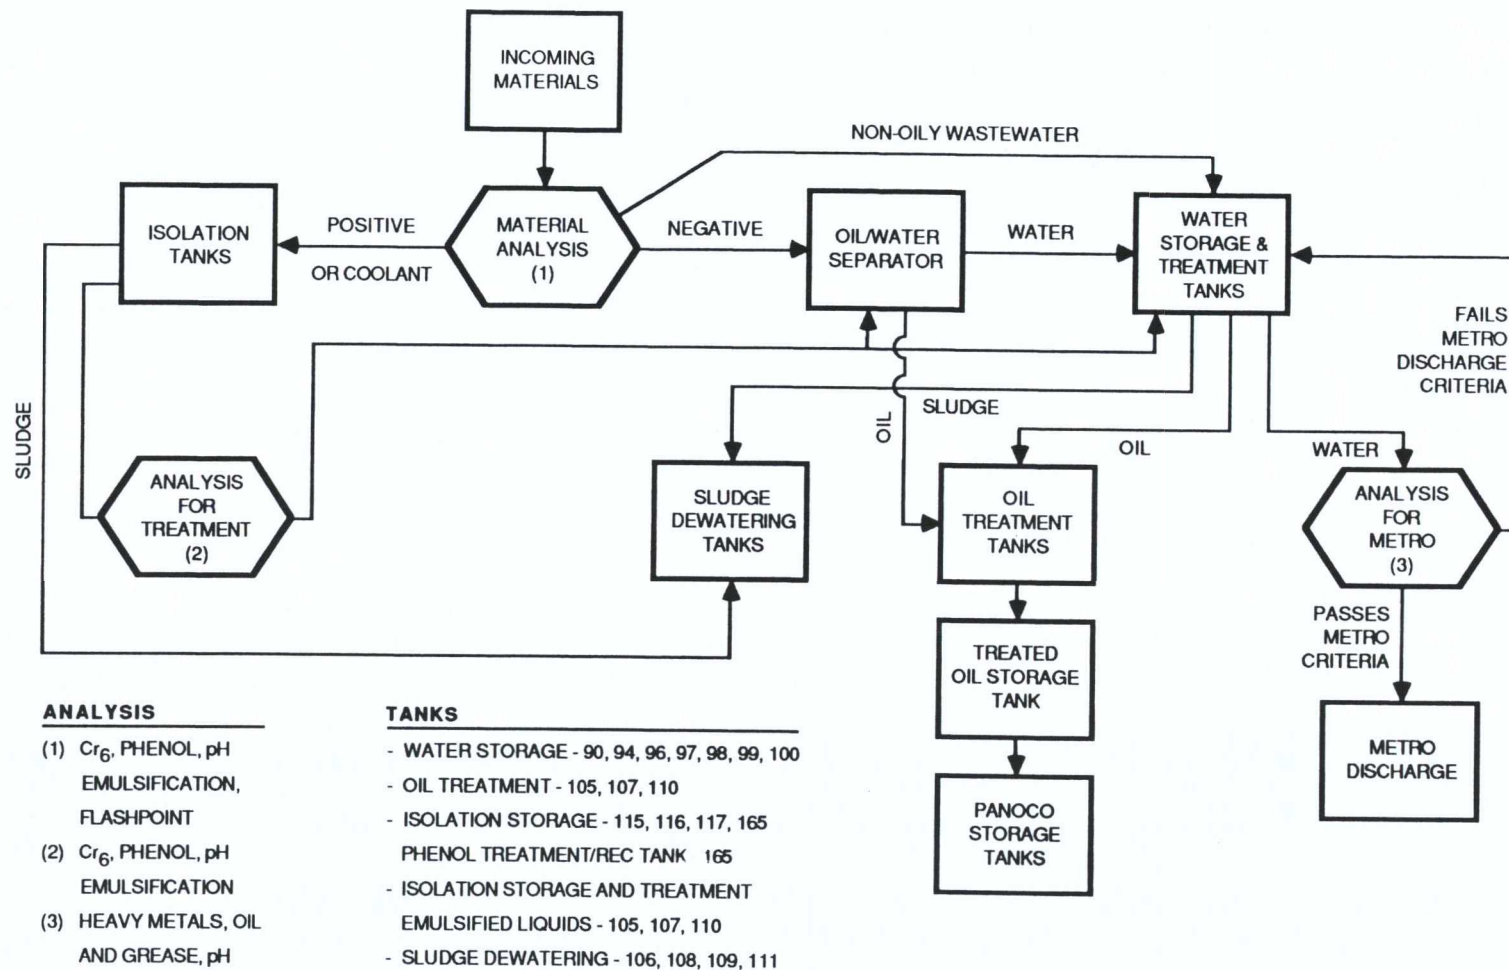 INCOMING
MATERIALS
NON-OILY WASTEWATER
ISOLATION
TANKS
POSITIVE
OR COOLANT
MATERIAL
ANALYSIS
(1)
NEGATIVE
OIL/WATER
SEPARATOR
WATER
WATER
STORAGE &
TREATMENT
TANKS
FAILS
METRO
DISCHARGE
CRITERIA
SLUDGE
SLUDGE
OIL
OIL
WATER
ANALYSIS
FOR
TREATMENT
(2)
SLUDGE
DEWATERING
TANKS
OIL
TREATMENT
TANKS
ANALYSIS
FOR
METRO
(3)
PASSES
METRO
CRITERIA
TREATED
OIL STORAGE
TANK
METRO
DISCHARGE
PANOCO
STORAGE
TANKS
ANALYSIS
(1) Cr6, PHENOL, pH
EMULSIFICATION,
FLASHPOINT
(2) Cr6, PHENOL, pH
EMULSIFICATION
(3) HEAVY METALS, OIL
AND GREASE, pH
TANKS
- WATER STORAGE - 90, 94, 96, 97, 98, 99, 100
- OIL TREATMENT - 105, 107, 110
- ISOLATION STORAGE - 115, 116, 117, 165
PHENOL TREATMENT/REC TANK 165
- ISOLATION STORAGE AND TREATMENT
EMULSIFIED LIQUIDS - 105, 107, 110
- SLUDGE DEWATERING - 106, 108, 109, 111